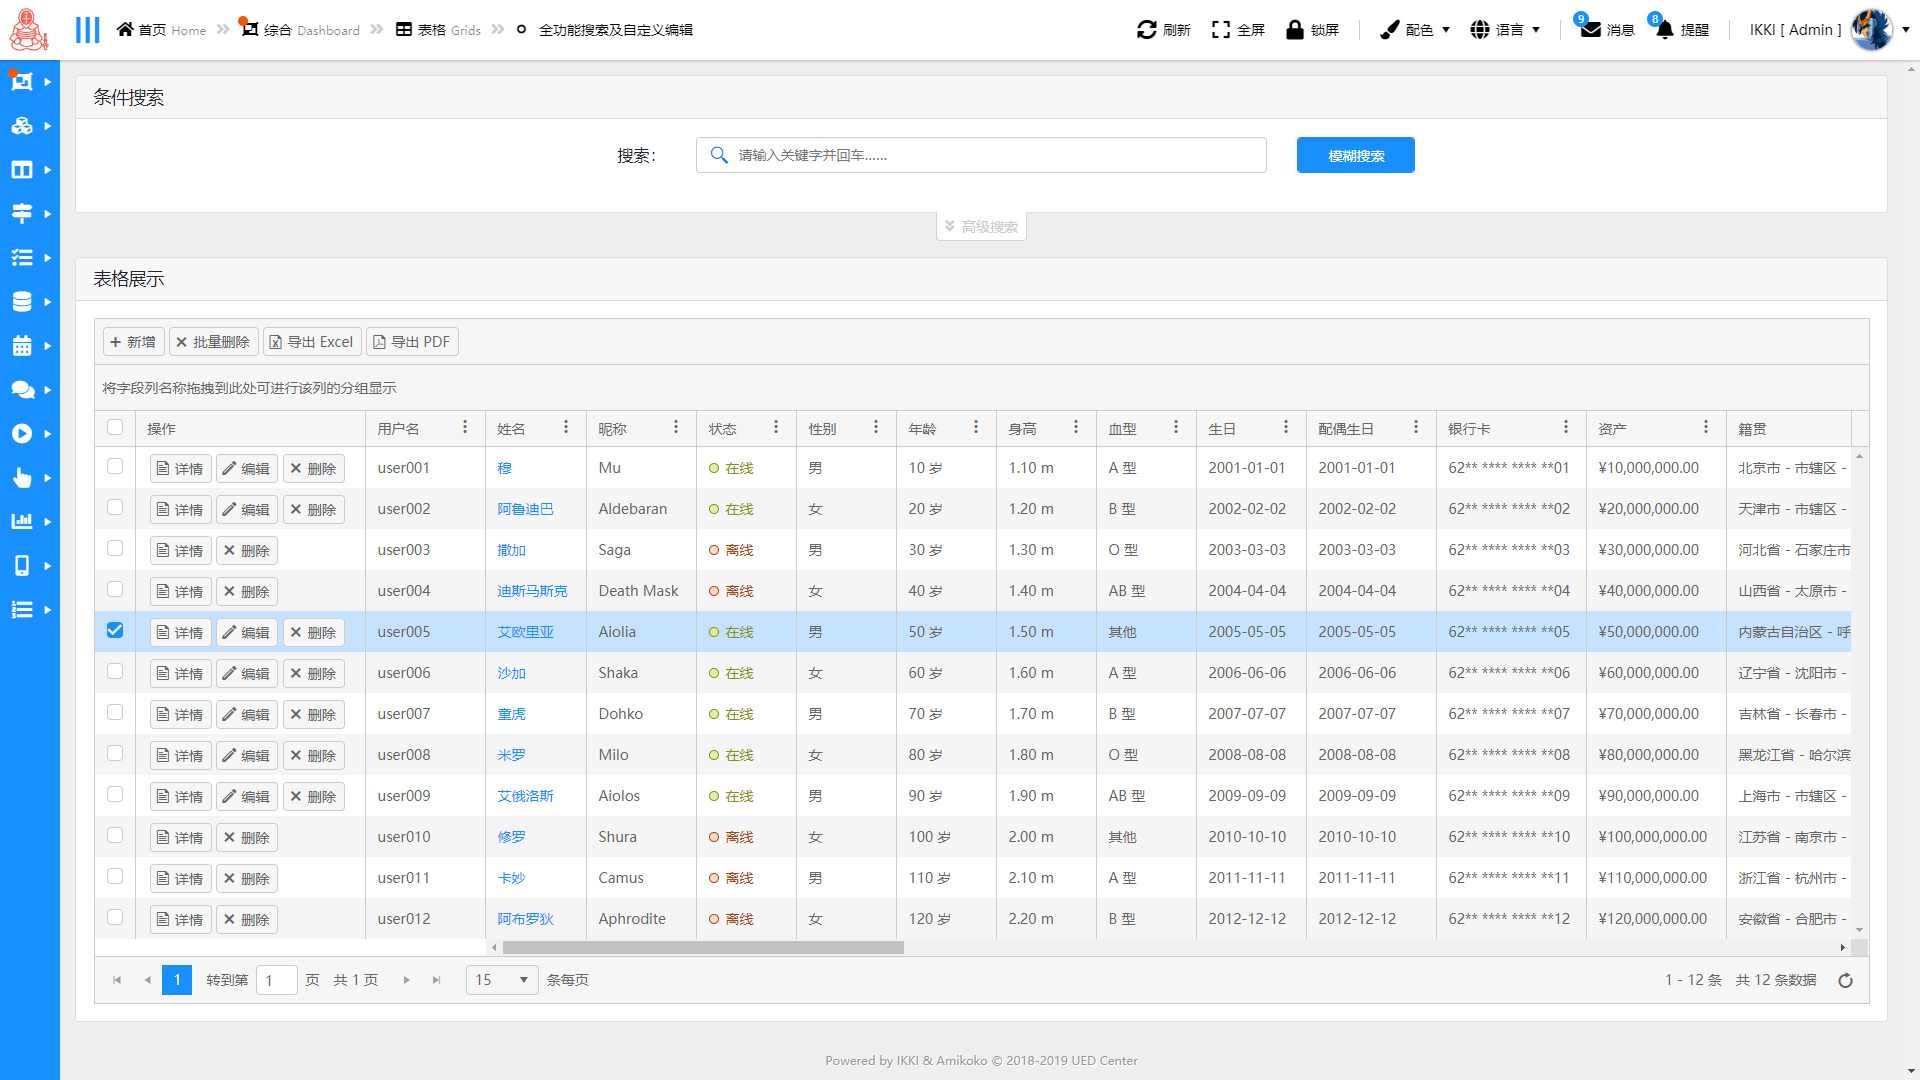 首页 Home 综合 Dashboard 表格 Grids 全功能搜索及自定义编辑 刷新 全屏 锁屏 配色 语言 9 消息 8 提醒 IKKI [ Admin ]
条件搜索
搜索： 请输入关键字并回车...... 模糊搜索
高级搜索
表格展示
新增 批量删除 导出 Excel 导出 PDF
将字段列名称拖拽到此处可进行该列的分组显示
操作 用户名 姓名 昵称 状态 性别 年龄 身高 血型 生日 配偶生日 银行卡 资产 籍贯
详情 编辑 删除 user001 穆 Mu 在线 男 10 岁 1.10 m A 型 2001-01-01 2001-01-01 62** **** **** **01 ¥10,000,000.00 北京市 - 市辖区 -
详情 编辑 删除 user002 阿鲁迪巴 Aldebaran 在线 女 20 岁 1.20 m B 型 2002-02-02 2002-02-02 62** **** **** **02 ¥20,000,000.00 天津市 - 市辖区 -
详情 删除 user003 撒加 Saga 离线 男 30 岁 1.30 m O 型 2003-03-03 2003-03-03 62** **** **** **03 ¥30,000,000.00 河北省 - 石家庄市
详情 删除 user004 迪斯马斯克 Death Mask 离线 女 40 岁 1.40 m AB 型 2004-04-04 2004-04-04 62** **** **** **04 ¥40,000,000.00 山西省 - 太原市 -
详情 编辑 删除 user005 艾欧里亚 Aiolia 在线 男 50 岁 1.50 m 其他 2005-05-05 2005-05-05 62** **** **** **05 ¥50,000,000.00 内蒙古自治区 - 呼
详情 编辑 删除 user006 沙加 Shaka 在线 女 60 岁 1.60 m A 型 2006-06-06 2006-06-06 62** **** **** **06 ¥60,000,000.00 辽宁省 - 沈阳市 -
详情 编辑 删除 user007 童虎 Dohko 在线 男 70 岁 1.70 m B 型 2007-07-07 2007-07-07 62** **** **** **07 ¥70,000,000.00 吉林省 - 长春市 -
详情 编辑 删除 user008 米罗 Milo 在线 女 80 岁 1.80 m O 型 2008-08-08 2008-08-08 62** **** **** **08 ¥80,000,000.00 黑龙江省 - 哈尔滨
详情 编辑 删除 user009 艾俄洛斯 Aiolos 在线 男 90 岁 1.90 m AB 型 2009-09-09 2009-09-09 62** **** **** **09 ¥90,000,000.00 上海市 - 市辖区 -
详情 删除 user010 修罗 Shura 离线 女 100 岁 2.00 m 其他 2010-10-10 2010-10-10 62** **** **** **10 ¥100,000,000.00 江苏省 - 南京市 -
详情 删除 user011 卡妙 Camus 离线 男 110 岁 2.10 m A 型 2011-11-11 2011-11-11 62** **** **** **11 ¥110,000,000.00 浙江省 - 杭州市 -
详情 删除 user012 阿布罗狄 Aphrodite 离线 女 120 岁 2.20 m B 型 2012-12-12 2012-12-12 62** **** **** **12 ¥120,000,000.00 安徽省 - 合肥市 -
1 转到第 1 页 共 1 页 15 条每页 1 - 12 条 共 12 条数据
Powered by IKKI & Amikoko © 2018-2019 UED Center